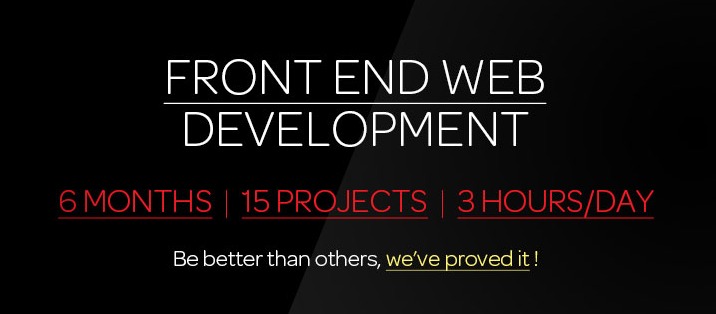 FRONT END WEB
DEVELOPMENT
6 MONTHS | 15 PROJECTS | 3 HOURS/DAY
Be better than others, we've proved it !